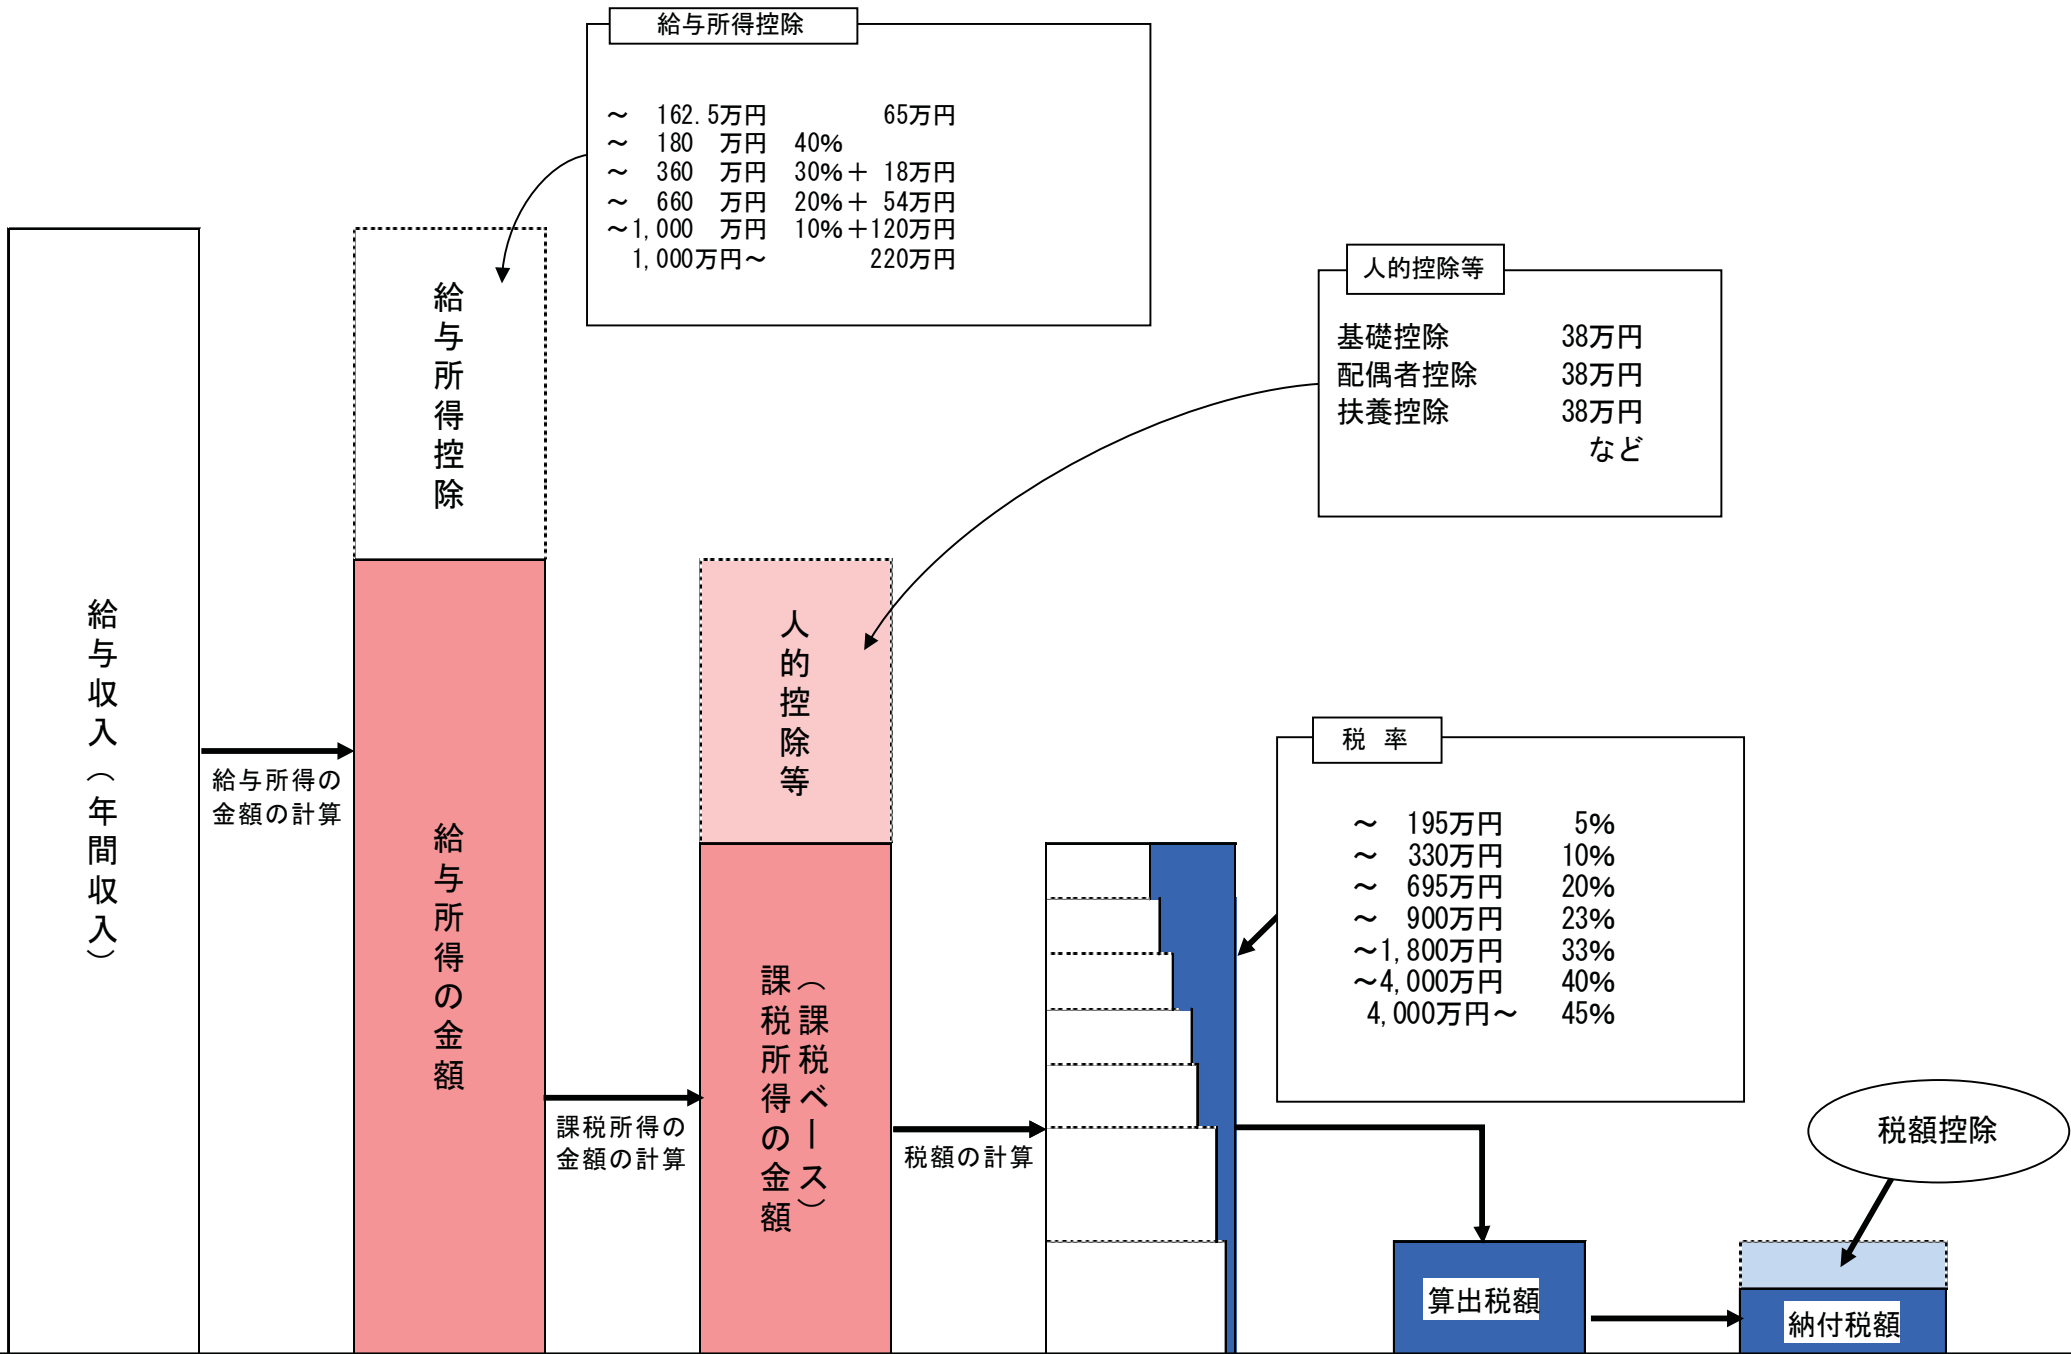 給与所得控除
～ 162.5万円 65万円
～ 180 万円 40%
～ 360 万円 30%＋ 18万円
～ 660 万円 20%＋ 54万円
～1,000 万円 10%＋120万円
1,000万円～ 220万円
人的控除等
基礎控除 38万円
配偶者控除 38万円
扶養控除 38万円
など
給与収入（年間収入）
給与所得の
金額の計算
給与所得控除
給与所得の金額
課税所得の
金額の計算
人的控除等
（課税ベース）
課税所得の金額
税額の計算
税 率
～ 195万円 5%
～ 330万円 10%
～ 695万円 20%
～ 900万円 23%
～1,800万円 33%
～4,000万円 40%
4,000万円～ 45%
税額控除
算出税額
納付税額